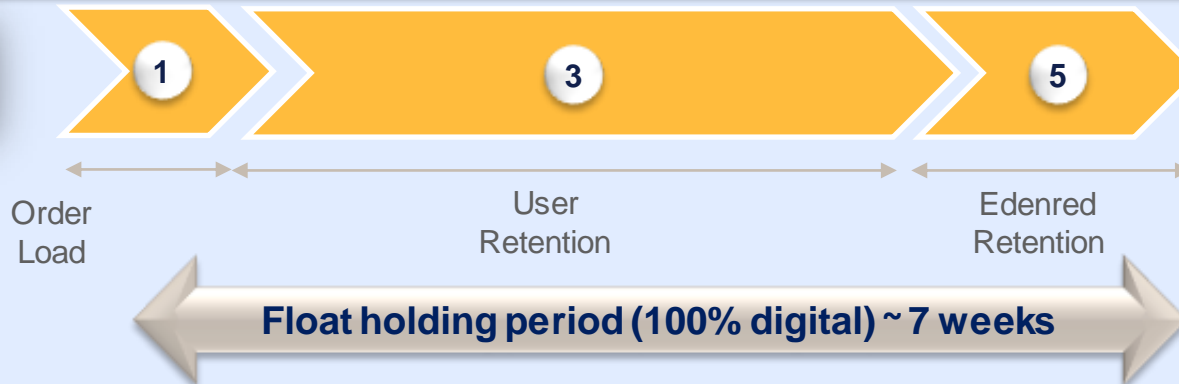 1
3
5
Order
Load
User
Retention
Edenred
Retention
Float holding period (100% digital) ~ 7 weeks